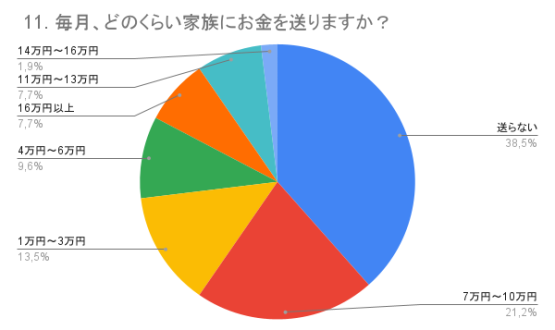 11. 毎月、どのくらい家族にお金を送りますか？
14万円～16万円
1,9%
11万円～13万円
7,7%
16万円以上
7,7%
4万円～6万円
9,6%
1万円～3万円
13,5%
送らない
38,5%
7万円～10万円
21,2%